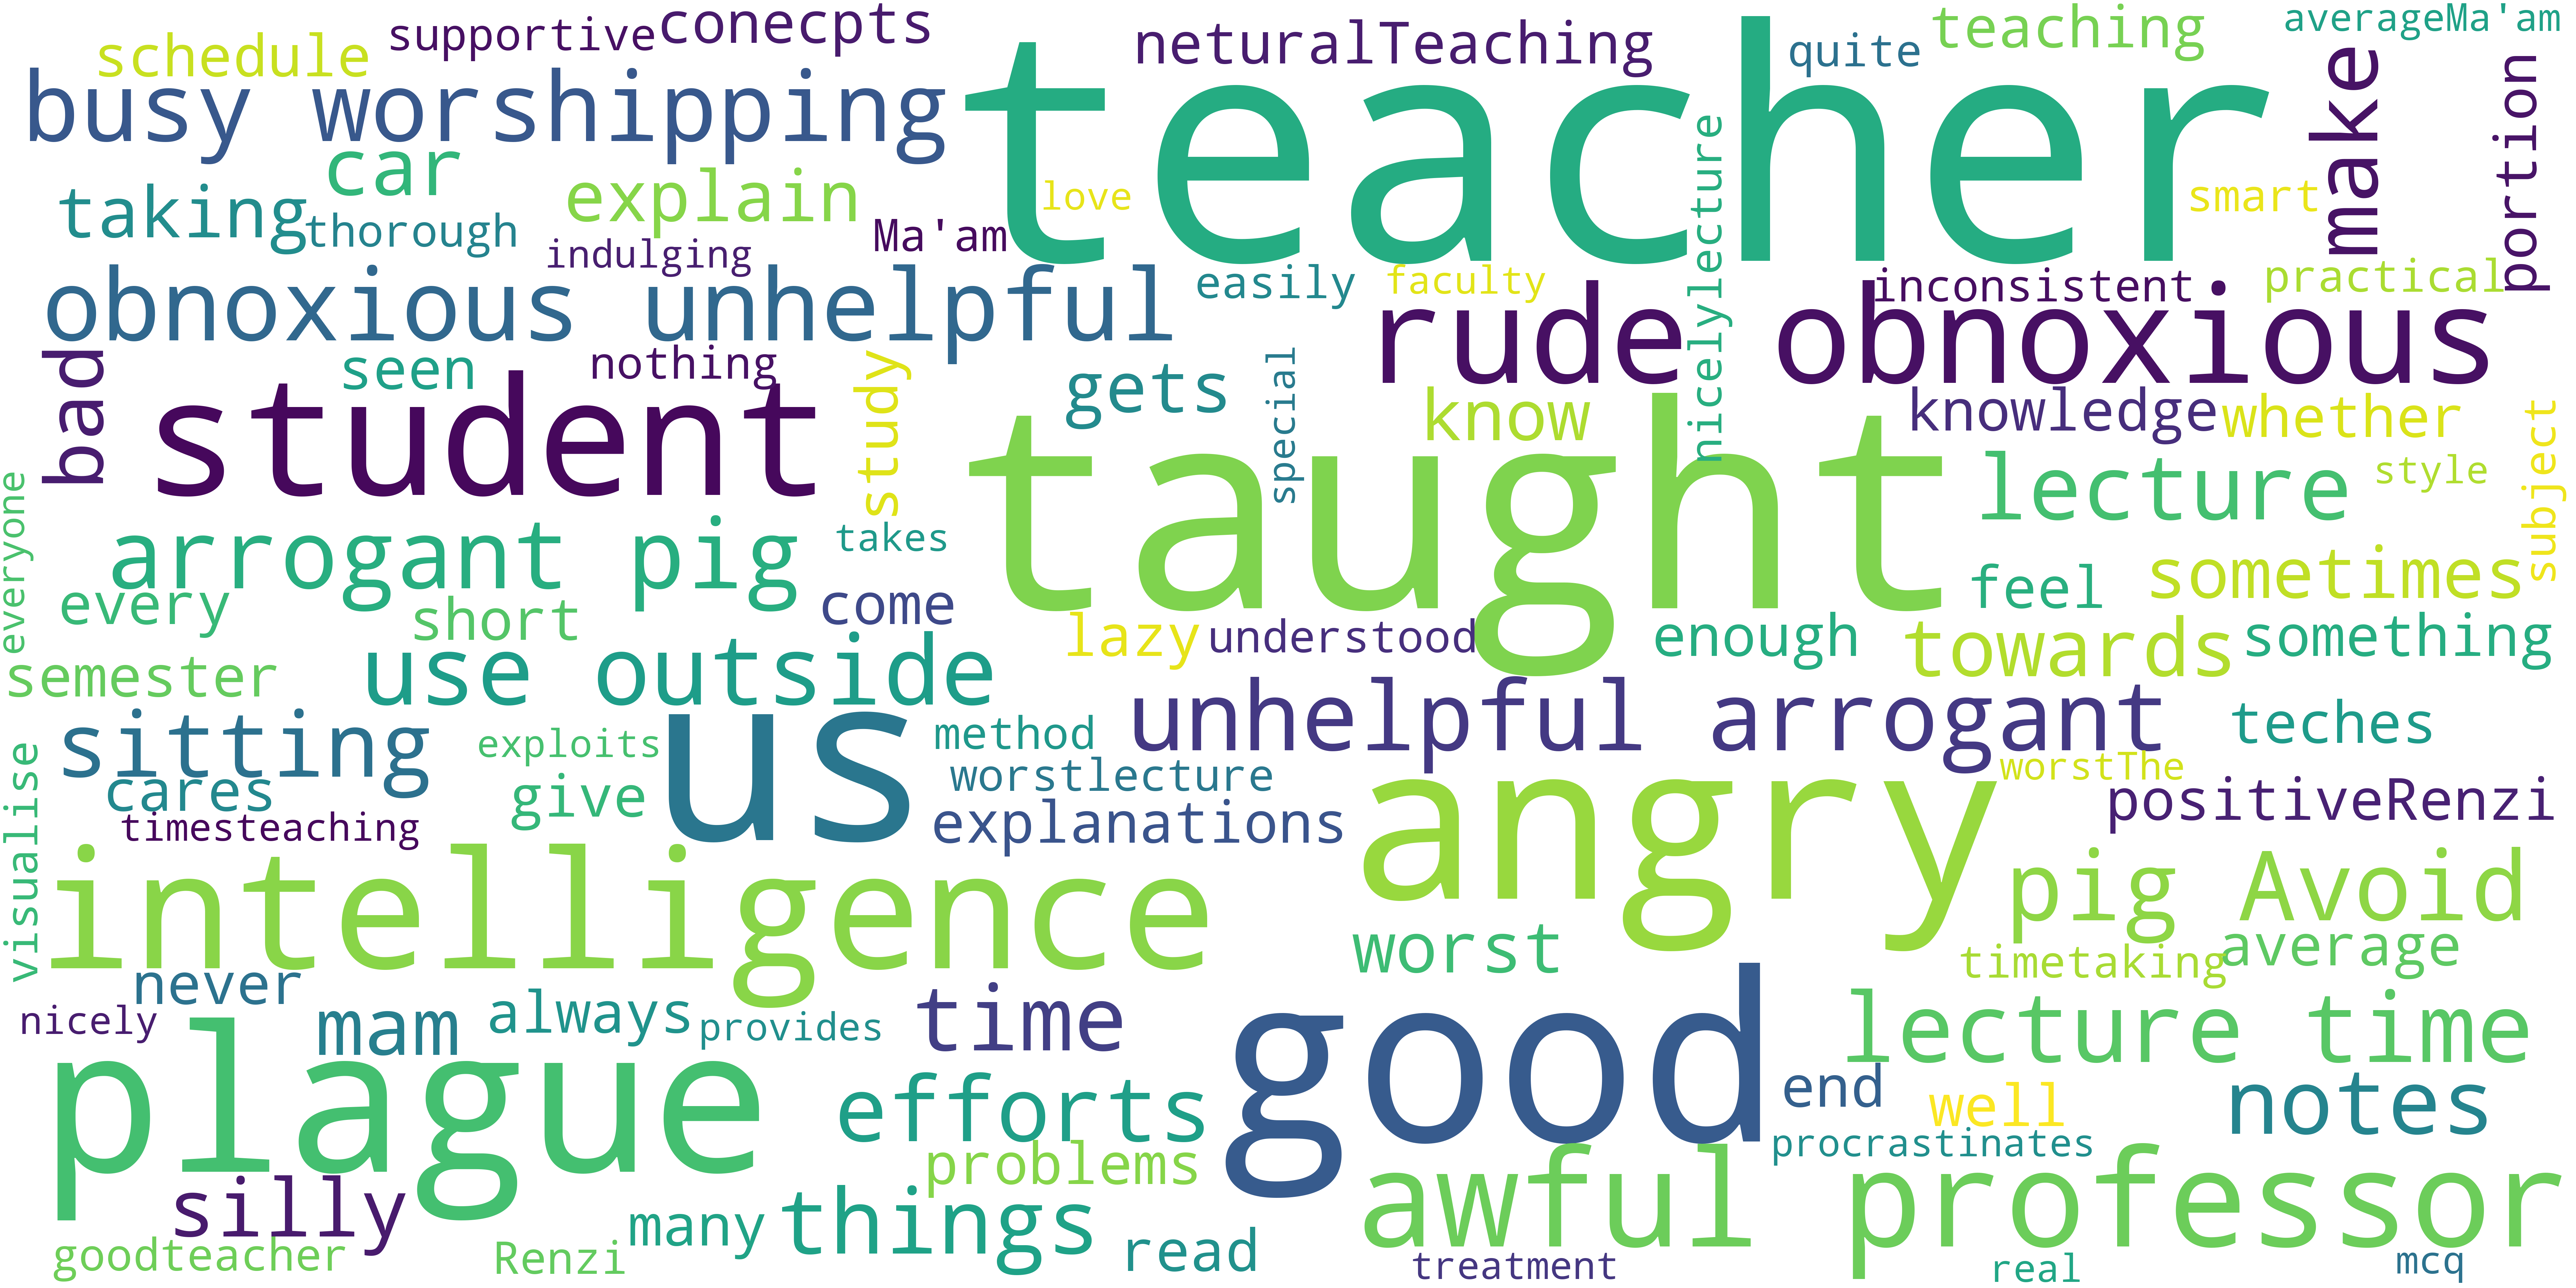 schedule
supportive
conecpts
neturalTeaching
quite
teaching
averageMa'am
busy worshipping
teacher
make
portion
car
taking
thorough
explain
indulging
Ma'am
love
nicelylecture
smart
obnoxious unhelpful
easily
faculty
rude obnoxious
inconsistent
practical
bad
seen
nothing
student
study
gets
special
know
knowledge
whether
taught
lecture
style
subject
everyone
arrogant pig
takes
feel
sometimes
every
short
come
lazy
understood
enough
towards
something
semester
use outside
us
unhelpful arrogant
teches
sitting
cares
exploits
method
worstlecture
worstThe
visualise
timesteaching
give
explanations
angry
positiveRenzi
intelligence
pig Avoid
worst
average
never
timetaking
nicely
mam
always
provides
time
good
lecture time
plague
efforts
end
well
notes
problems
procrastinates
silly
many
things
awful professor
goodteacher
Renzi
read
treatment
real
mcq